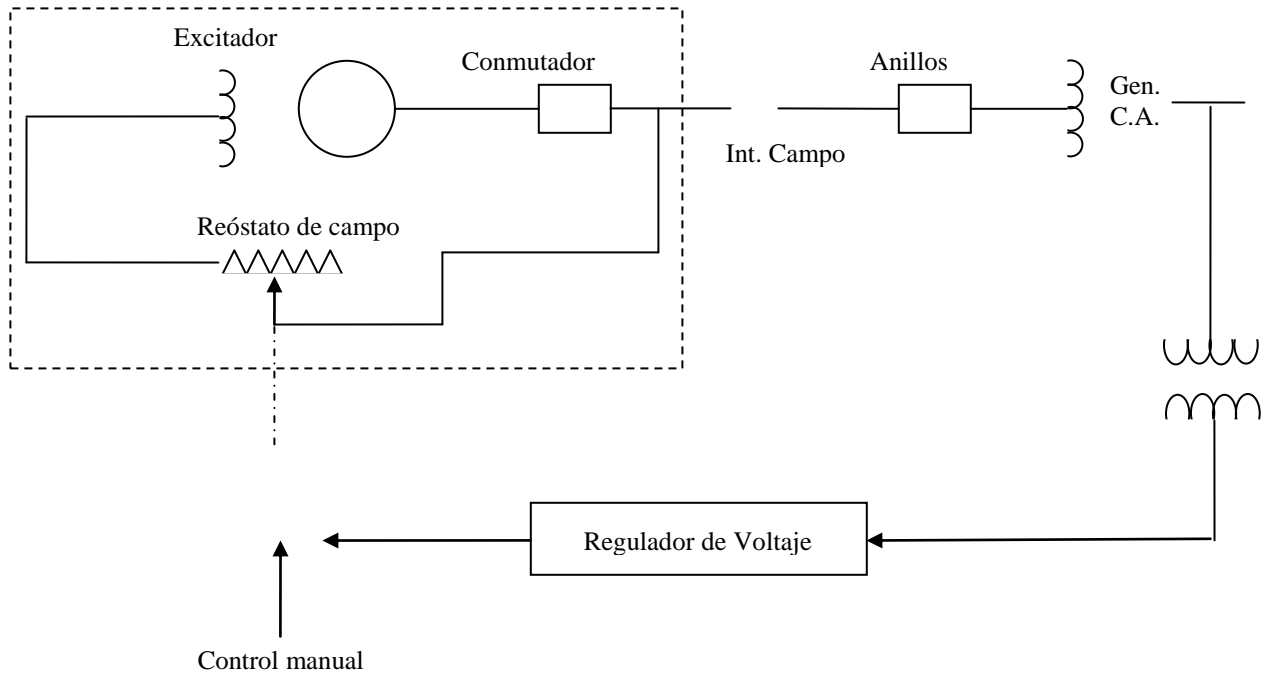 Excitador
Conmutador
Anillos
Gen.
C.A.
Int. Campo
Reóstato de campo
Regulador de Voltaje
Control manual